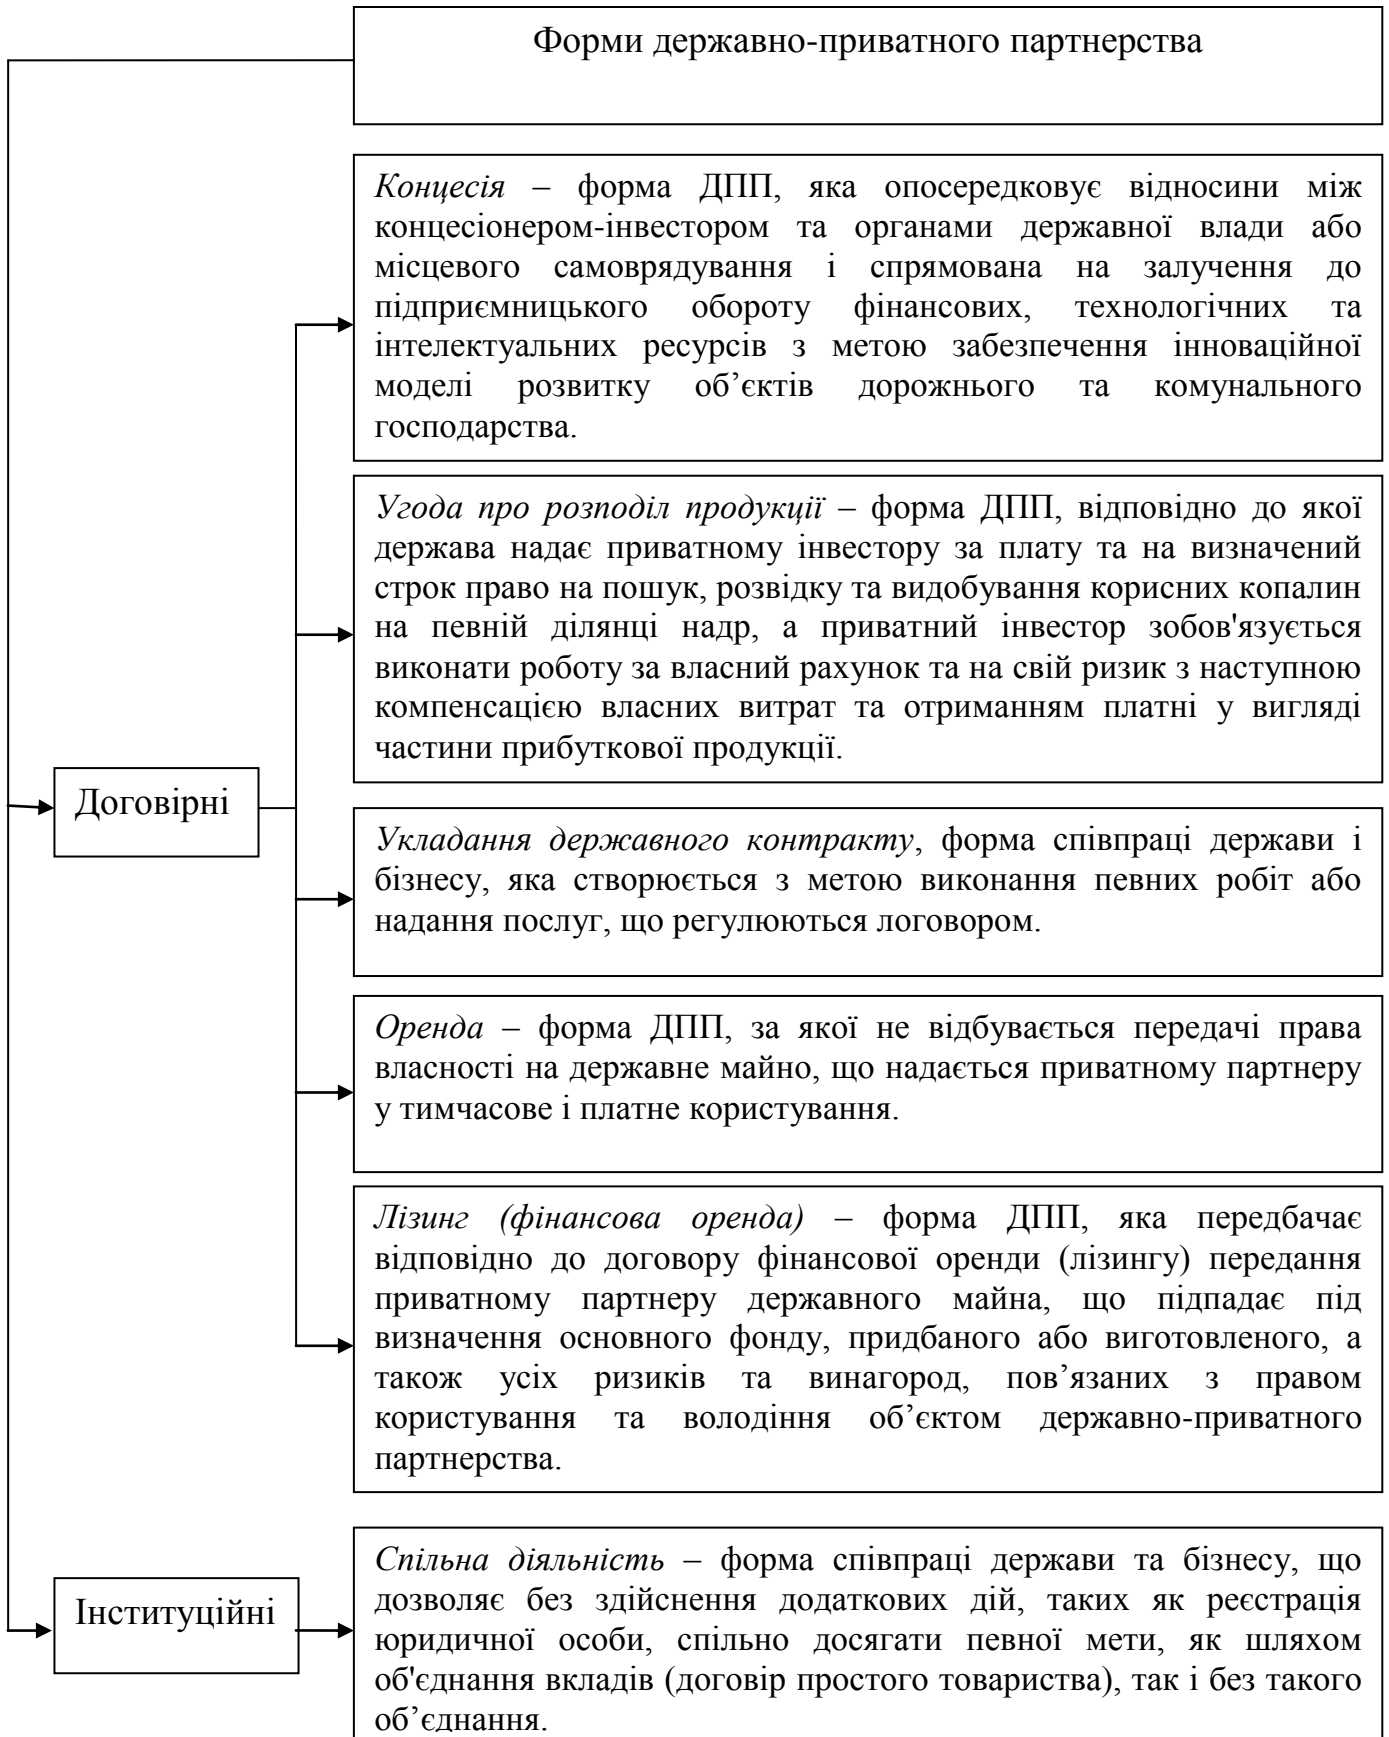 Форми державно-приватного партнерства
Концесія – форма ДПП, яка опосередковує відносини між
концесіонером-інвестором та органами державної влади або
місцевого самоврядування і спрямована на залучення до
підприємницького обороту фінансових, технологічних та
інтелектуальних ресурсів з метою забезпечення інноваційної
моделі розвитку об’єктів дорожнього та комунального
господарства.
Угода про розподіл продукції – форма ДПП, відповідно до якої
держава надає приватному інвестору за плату та на визначений
строк право на пошук, розвідку та видобування корисних копалин
на певній ділянці надр, а приватний інвестор зобов'язується
виконати роботу за власний рахунок та на свій ризик з наступною
компенсацією власних витрат та отриманням платні у вигляді
частини прибуткової продукції.
Договірні
Укладання державного контракту, форма співпраці держави і
бізнесу, яка створюється з метою виконання певних робіт або
надання послуг, що регулюються логовором.
Оренда – форма ДПП, за якої не відбувається передачі права
власності на державне майно, що надається приватному партнеру
у тимчасове і платне користування.
Лізинг (фінансова оренда) – форма ДПП, яка передбачає
відповідно до договору фінансової оренди (лізингу) передання
приватному партнеру державного майна, що підпадає під
визначення основного фонду, придбаного або виготовленого, а
також усіх ризиків та винагород, пов’язаних з правом
користування та володіння об’єктом державно-приватного
партнерства.
Інституційні
Спільна діяльність – форма співпраці держави та бізнесу, що
дозволяє без здійснення додаткових дій, таких як реєстрація
юридичної особи, спільно досягати певної мети, як шляхом
об'єднання вкладів (договір простого товариства), так і без такого
об’єднання.